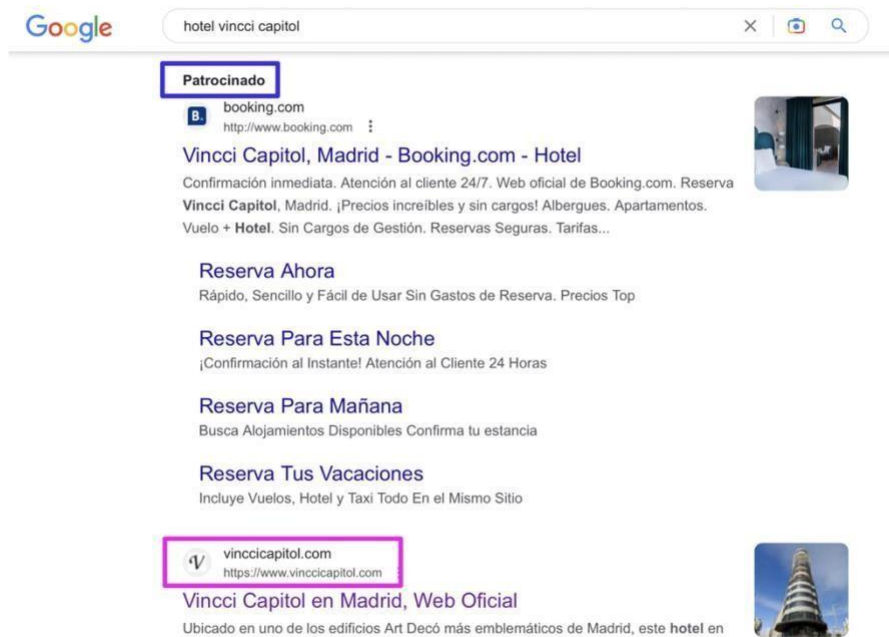 Google
hotel vincci capitol
Patrocinado
B.
booking.com
http://www.booking.com
Vincci Capitol, Madrid - Booking.com - Hotel
Confirmación inmediata. Atención al cliente 24/7. Web oficial de Booking.com. Reserva
Vincci Capitol, Madrid. ¡Precios increíbles y sin cargos! Albergues. Apartamentos.
Vuelo + Hotel. Sin Cargos de Gestión. Reservas Seguras. Tarifas...
Reserva Ahora
Rápido, Sencillo y Fácil de Usar Sin Gastos de Reserva. Precios Top
Reserva Para Esta Noche
¡Confirmación al Instante! Atención al Cliente 24 Horas
Reserva Para Mañana
Busca Alojamientos Disponibles Confirma tu estancia
Reserva Tus Vacaciones
Incluye Vuelos, Hotel y Taxi Todo En el Mismo Sitio
V
vinccicapitol.com
https://www.vinccicapitol.com
Vincci Capitol en Madrid, Web Oficial
Ubicado en uno de los edificios Art Decó más emblemáticos de Madrid, este hotel en